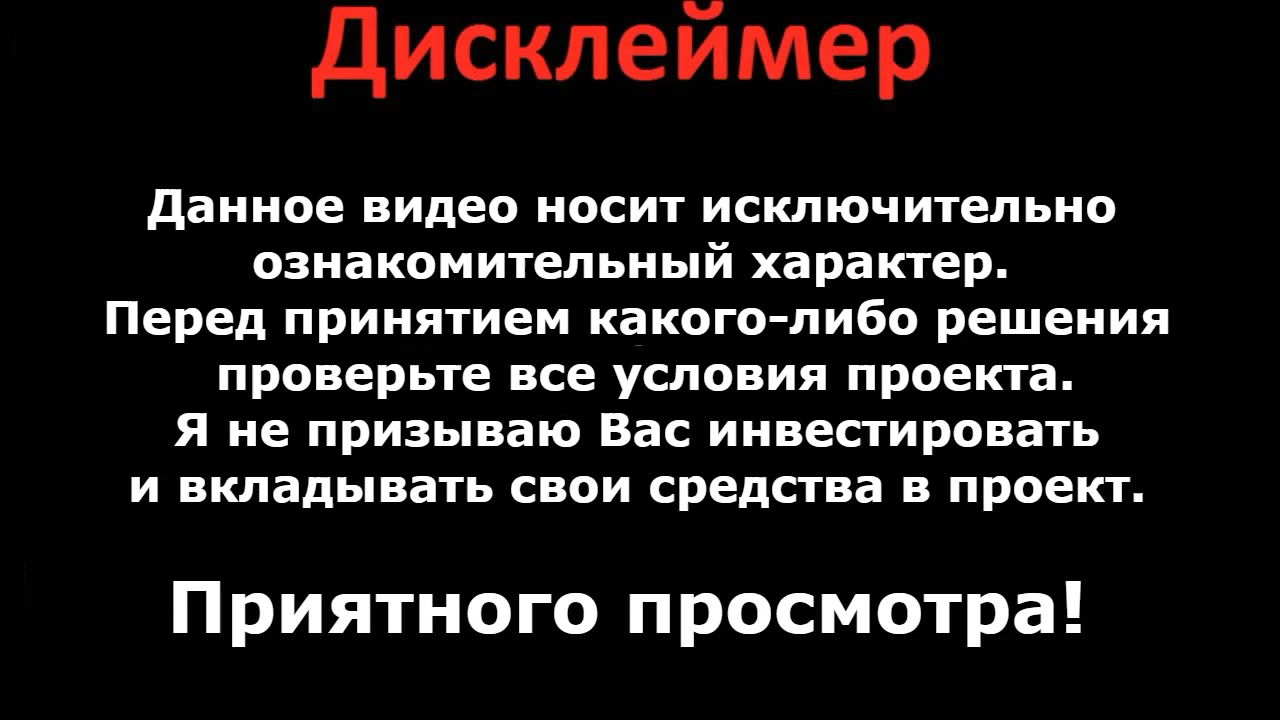 Дисклеймер
Данное видео носит исключительно
ознакомительный характер.
Перед принятием какого-либо решения
проверьте все условия проекта.
Я не призываю Вас инвестировать
и вкладывать свои средства в проект.
Приятного просмотра!